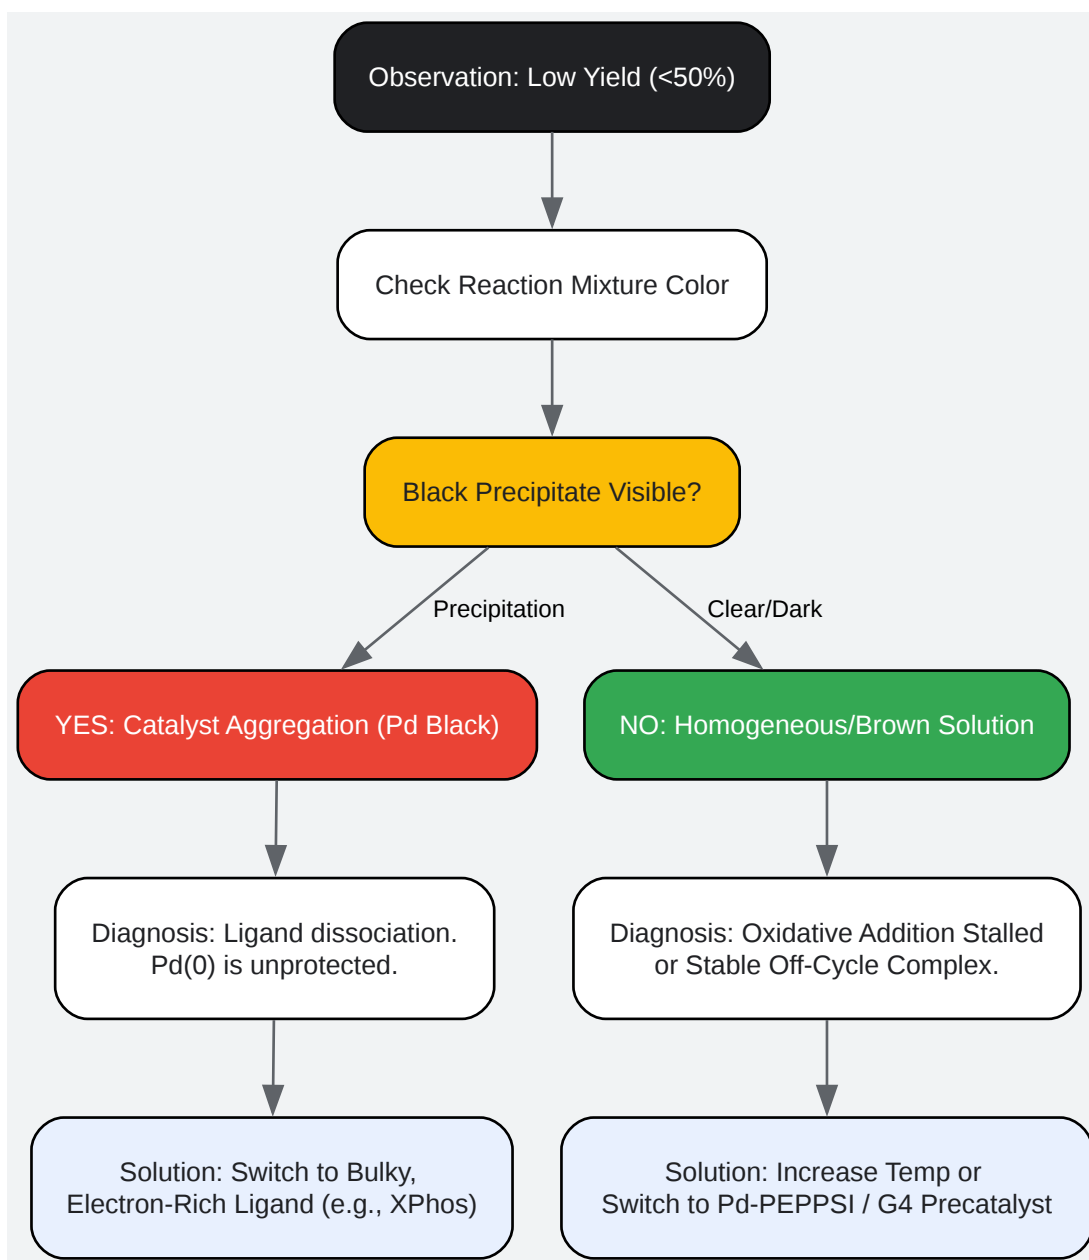 Observation: Low Yield (<50%)
Check Reaction Mixture Color
Black Precipitate Visible?
Precipitation
Clear/Dark
YES: Catalyst Aggregation (Pd Black)
NO: Homogeneous/Brown Solution
Diagnosis: Ligand dissociation.
Pd(0) is unprotected.
Diagnosis: Oxidative Addition Stalled
or Stable Off-Cycle Complex.
Solution: Switch to Bulky,
Electron-Rich Ligand (e.g., XPhos)
Solution: Increase Temp or
Switch to Pd-PEPPSI / G4 Precatalyst